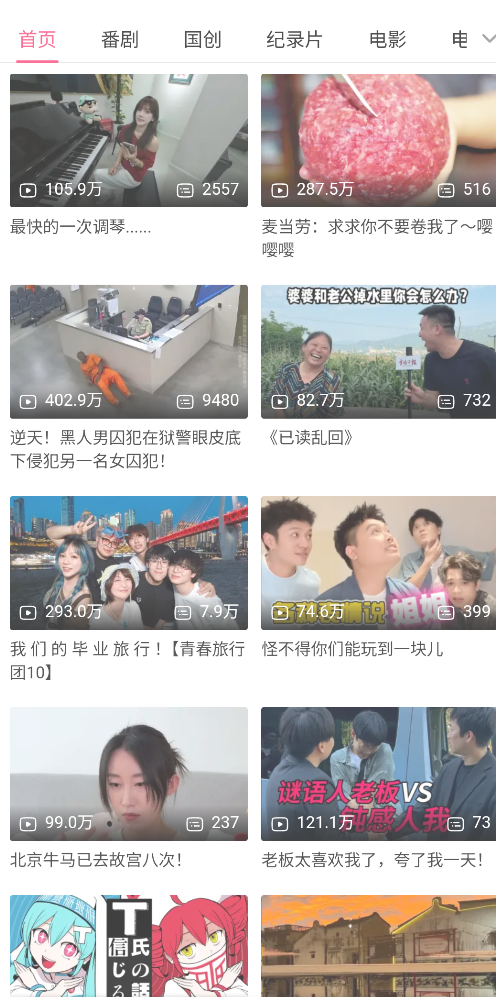 首页 番剧 国创 纪录片 电影
105.9万 2557
287.5万 516
最快的一次调琴......
麦当劳：求求你不要卷我了～嘤
嘤嘤
婆婆和老公掉水里你会怎么办？
402.9万 9480
82.7万 732
逆天！黑人男囚犯在狱警眼皮底
下侵犯另一名女囚犯！
《已读乱回》
293.0万 7.9万
姐姐
74.6万 399
我 们 的 毕 业 旅 行 ！【青春旅行
团10】
怪不得你们能玩到一块儿
谜语人老板VS
钝感人我
99.0万 237
121.1万 73
北京牛马已去故宫八次！
老板太喜欢我了，夸了我一天！
T氏の話
信じる